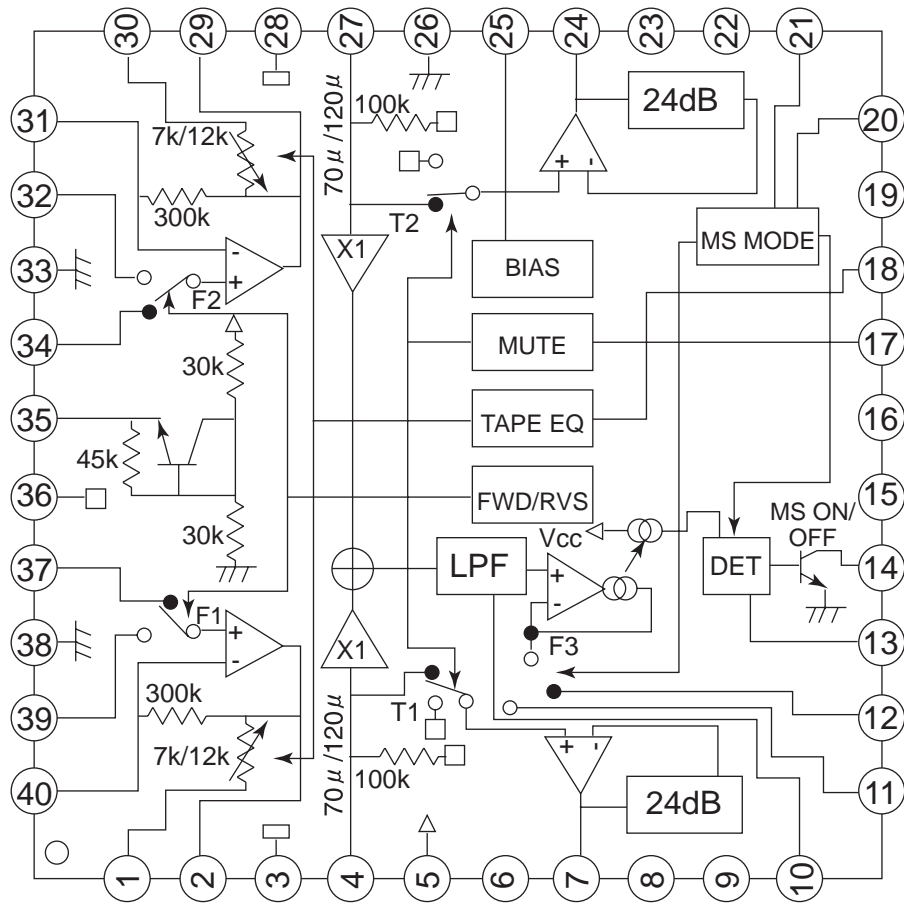 30 29 28 27 26 25 24 23 22 21
31
32
33
34
35
36
37
38
39
40
20
19
18
17
16
15
14
13
12
11
1 2 3 4 5 6 7 8 9 10
7k/12k
300k
-
+
F2
30k
45k
30k
F1
+
-
300k
7k/12k
70μ/120μ
100k
T2
X1
X1
T1
70μ/120μ
100k
24dB
+ -
BIAS
MS MODE
MUTE
TAPE EQ
FWD/RVS
Vcc
LPF
+
-
F3
DET
MS ON/
OFF
+ -
24dB